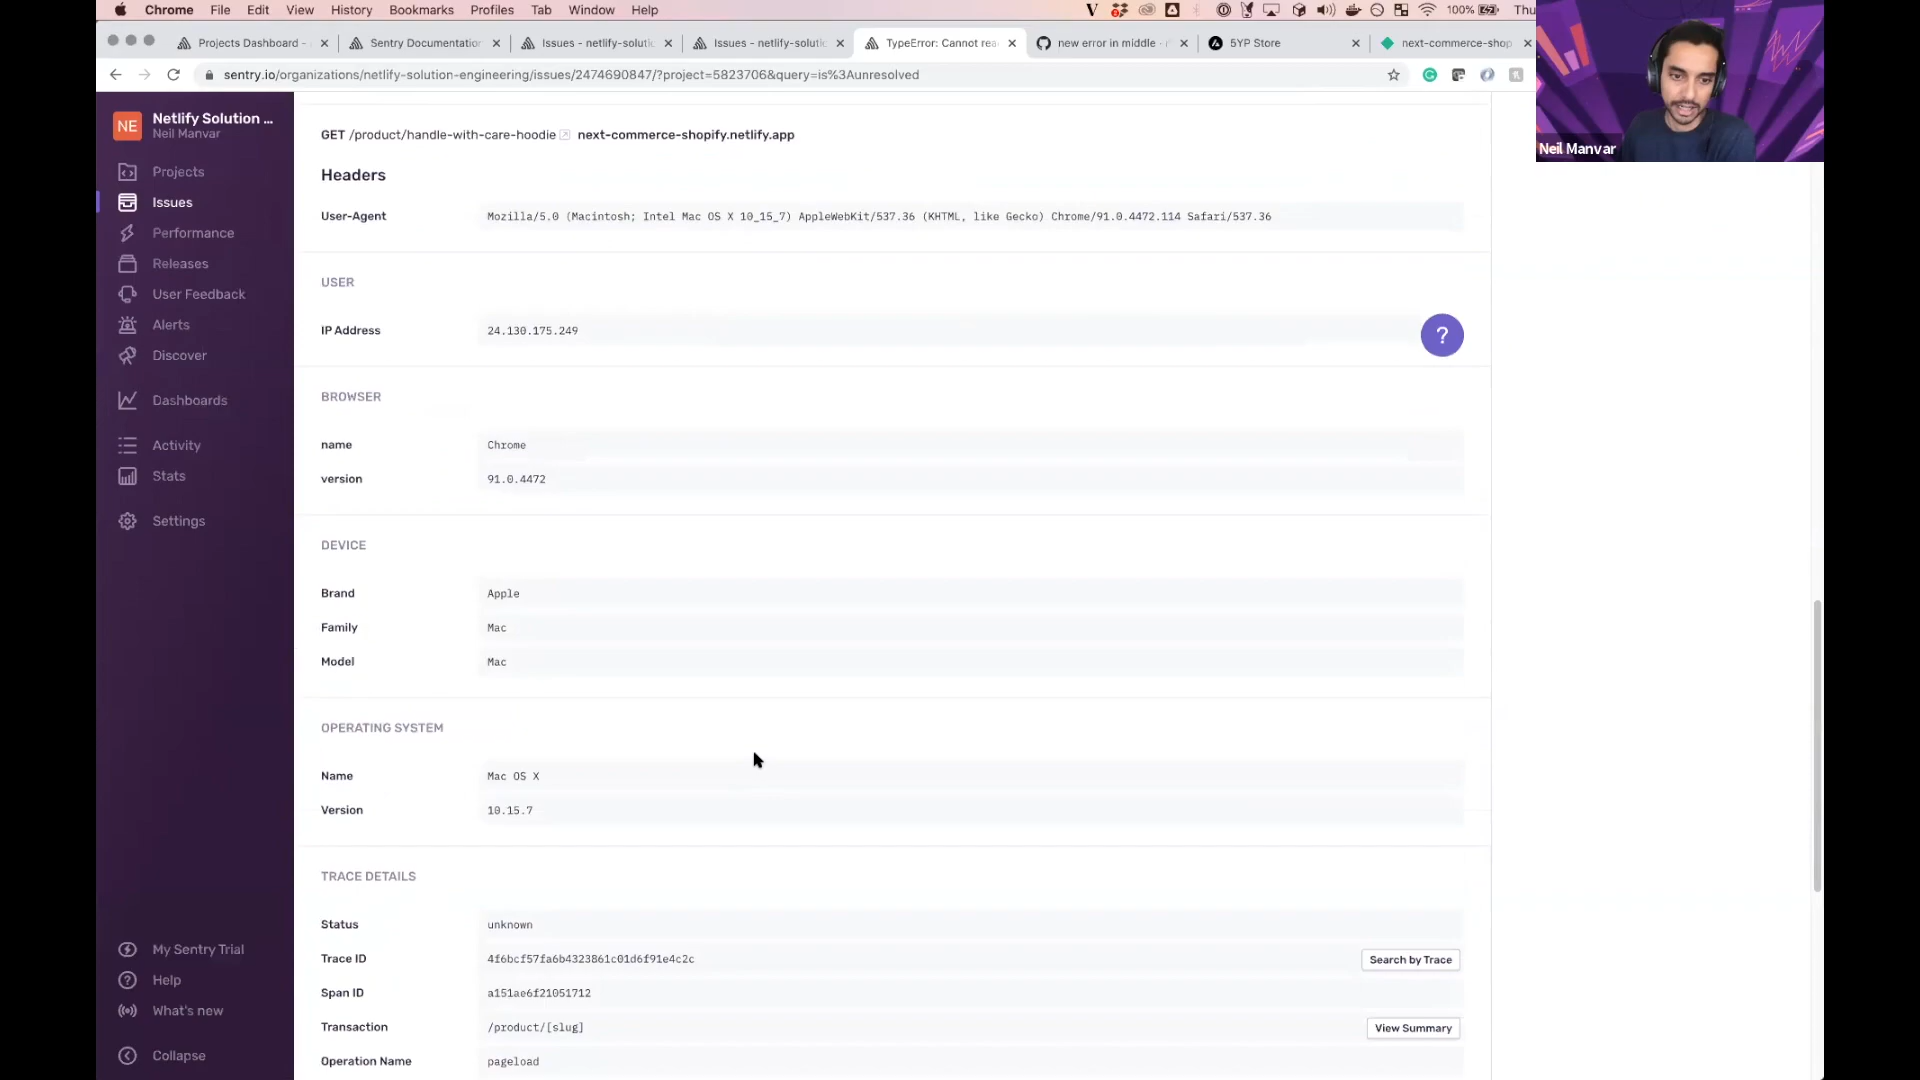 Chrome File Edit View History Bookmarks Profiles Tab Window Help 100% Thu
Projects Dashboard - Sentry Documentation Issues - netlify-soluti Issues - netlify-soluti TypeError: Cannot rea new error in middle 5YP Store next-commerce-shop
sentry.io/organizations/netlify-solution-engineering/issues/2474690847/?project=5823706&query=is%3Aunresolved
Neil Manvar
NE
Netlify Solution ...
Neil Manvar
Projects
Issues
Performance
Releases
User Feedback
Alerts
Discover
Dashboards
Activity
Stats
Settings
My Sentry Trial
Help
What's new
Collapse
GET /product/handle-with-care-hoodie next-commerce-shopify.netlify.app
Headers
User-Agent Mozilla/5.0 (Macintosh; Intel Mac OS X 10_15_7) AppleWebKit/537.36 (KHTML, like Gecko) Chrome/91.0.4472.114 Safari/537.36
USER
IP Address 24.130.175.249
?
BROWSER
name Chrome
version 91.0.4472
DEVICE
Brand Apple
Family Mac
Model Mac
OPERATING SYSTEM
Name Mac OS X
Version 10.15.7
TRACE DETAILS
Status unknown
Trace ID 4f6bcf57fa6b4323861c01d6f91e4c2c Search by Trace
Span ID a151ae6f21051712
Transaction /product/[slug] View Summary
Operation Name pageload